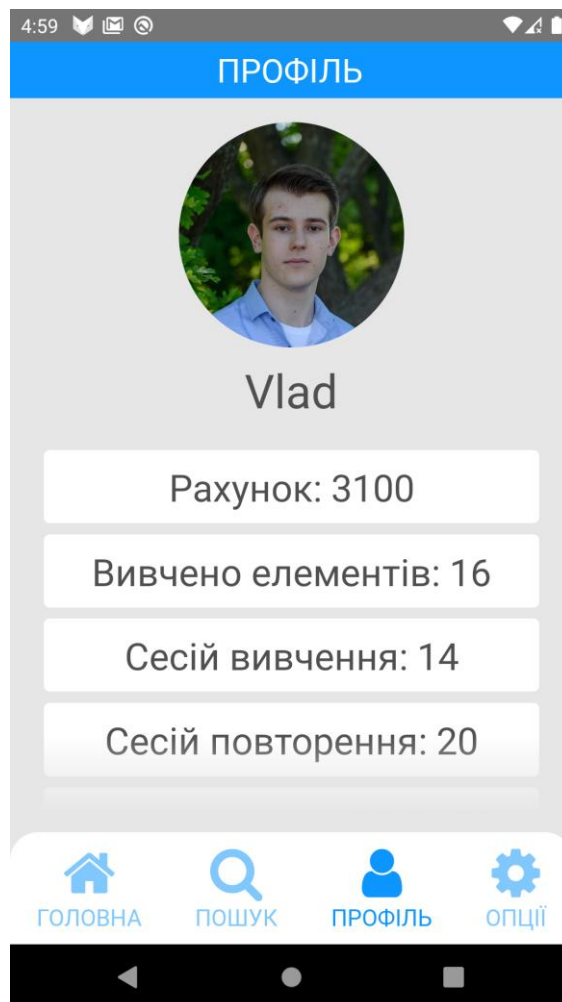 4:59
ПРОФІЛЬ
Vlad
Рахунок: 3100
Вивчено елементів: 16
Сесій вивчення: 14
Сесій повторення: 20
ГОЛОВНА ПОШУК ПРОФІЛЬ ОПЦІЇ